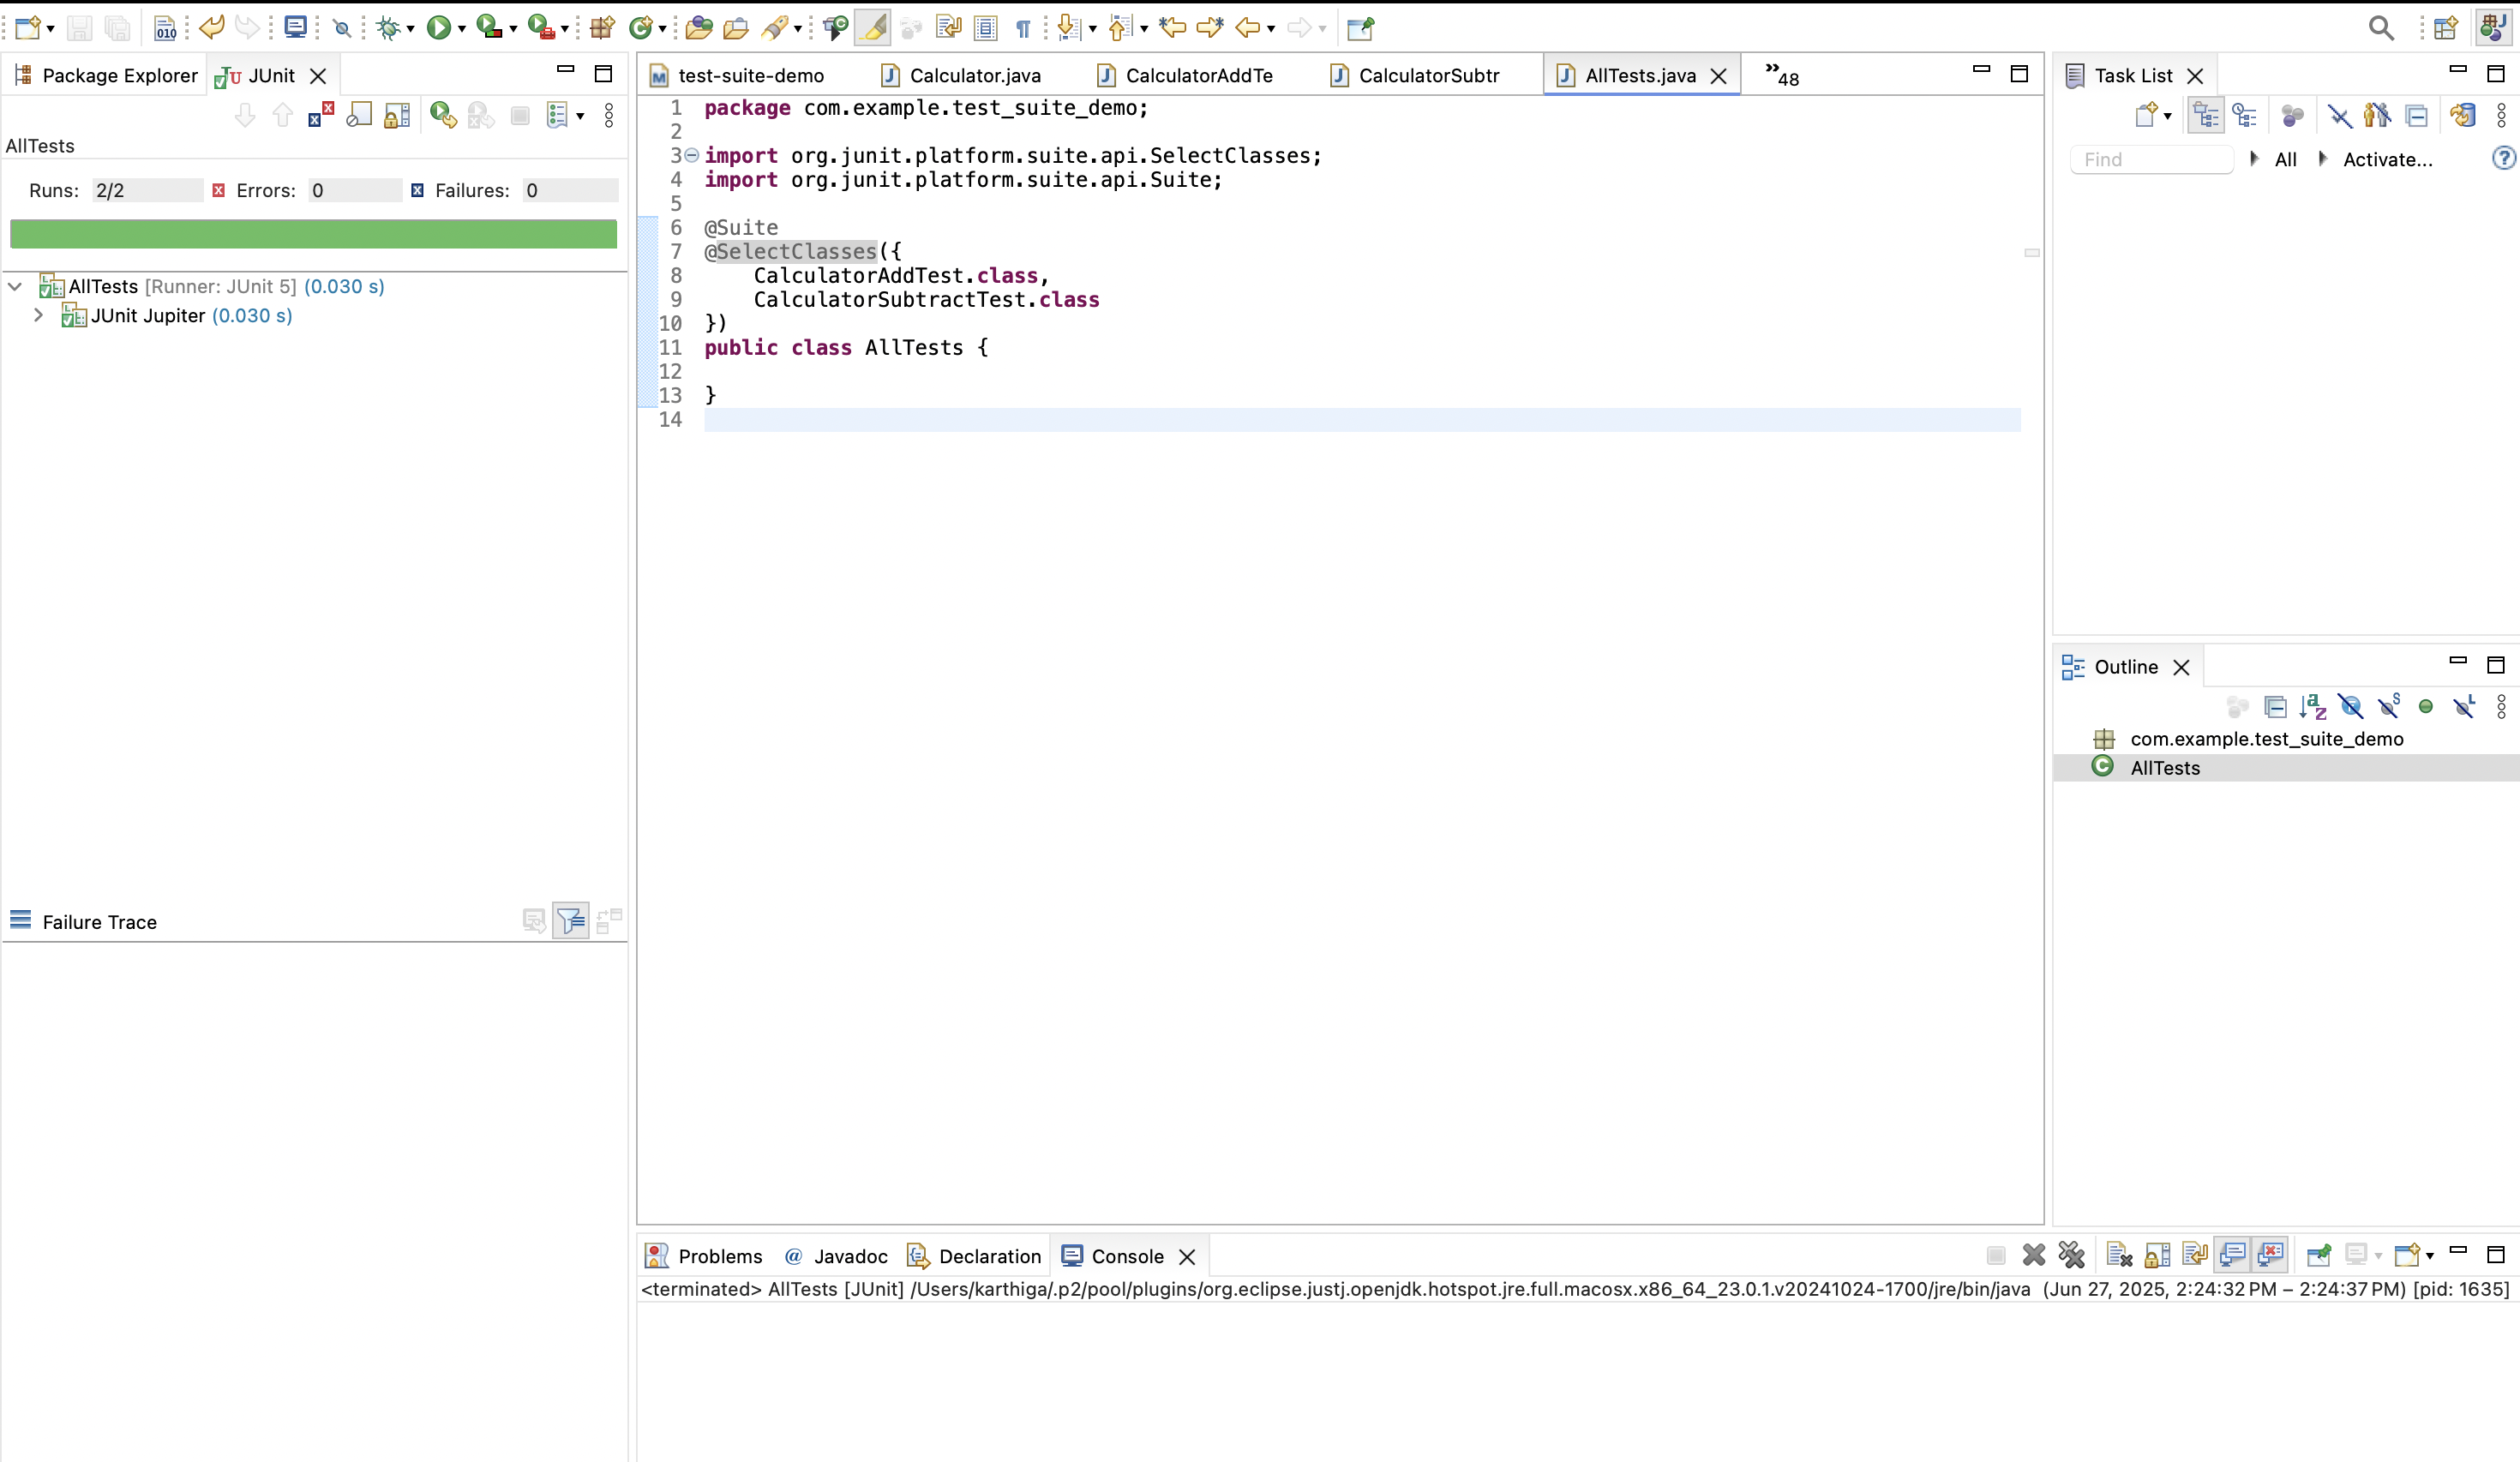 Package Explorer
JUnit
AllTests
Runs: 2/2 Errors: 0 Failures: 0
AllTests [Runner: JUnit 5] (0.030 s)
JUnit Jupiter (0.030 s)
Failure Trace
test-suite-demo
Calculator.java
CalculatorAddTe
CalculatorSubtr
AllTests.java
»48
1 package com.example.test_suite_demo;
2
3 import org.junit.platform.suite.api.SelectClasses;
4 import org.junit.platform.suite.api.Suite;
5
6 @Suite
7 @SelectClasses({
8     CalculatorAddTest.class,
9     CalculatorSubtractTest.class
10 })
11 public class AllTests {
12
13 }
14
Task List
Find All Activate...
Outline
com.example.test_suite_demo
AllTests
Problems @ Javadoc Declaration Console
<terminated> AllTests [JUnit] /Users/karthiga/.p2/pool/plugins/org.eclipse.justj.openjdk.hotspot.jre.full.macosx.x86_64_23.0.1.v20241024-1700/jre/bin/java (Jun 27, 2025, 2:24:32 PM – 2:24:37 PM) [pid: 1635]